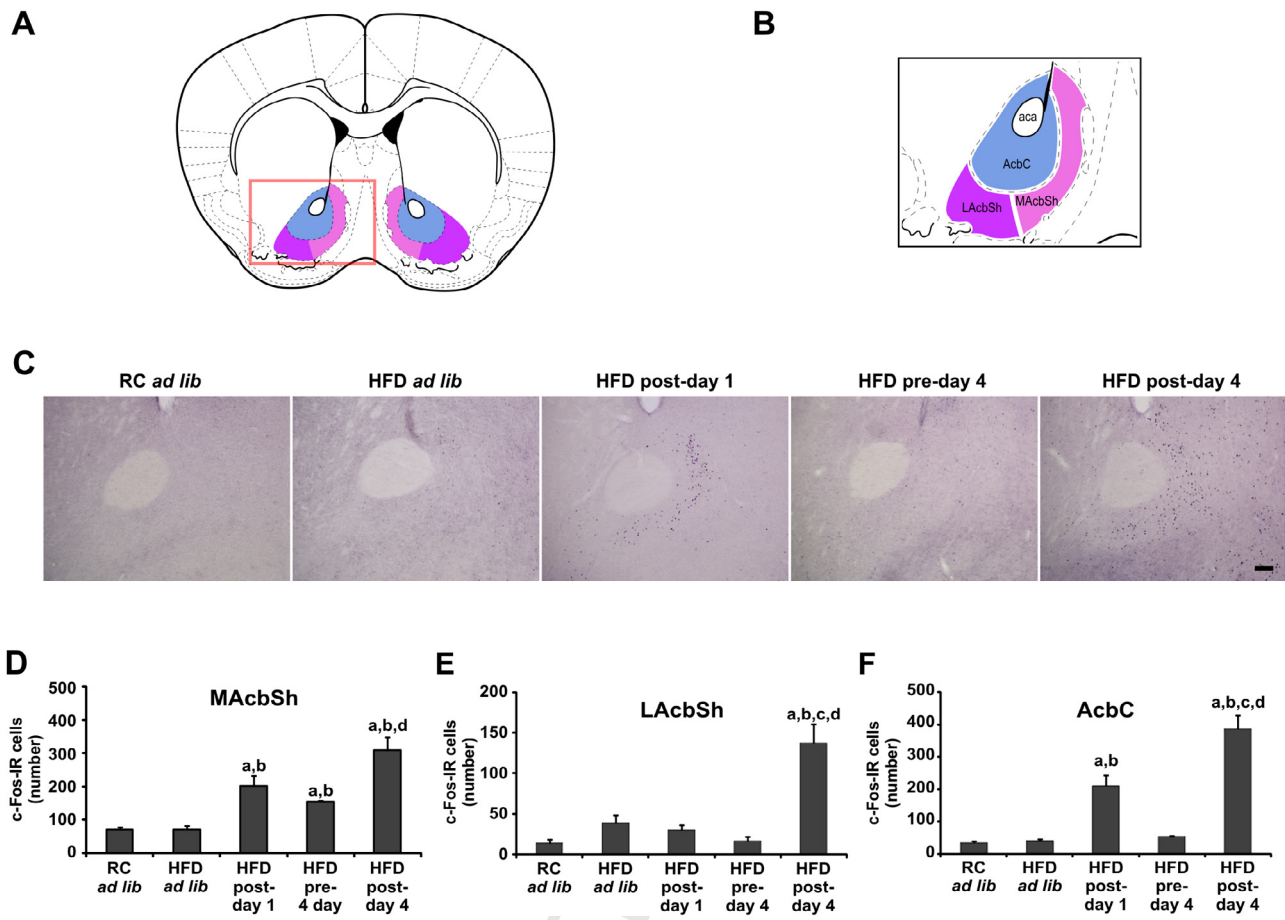 A
B
aca
AcbC
LAcbSh
MAcbSh
C
RC ad lib
HFD ad lib
HFD post-day 1
HFD pre-day 4
HFD post-day 4
D
MAcbSh
c-Fos-IR cells
(number)
500
400
300
200
100
0
a,b
a,b
a,b,d
RC
ad lib
HFD
ad lib
HFD
post-
day 1
HFD
pre-
4 day
HFD
post-
day 4
E
LAcbSh
c-Fos-IR cells
(number)
200
150
100
50
0
a,b,c,d
RC
ad lib
HFD
ad lib
HFD
post-
day 1
HFD
pre-
day 4
HFD
post-
day 4
F
AcbC
c-Fos-IR cells
(number)
500
400
300
200
100
0
a,b
a,b,c,d
RC
ad lib
HFD
ad lib
HFD
post-
day 1
HFD
pre-
day 4
HFD
post-
day 4